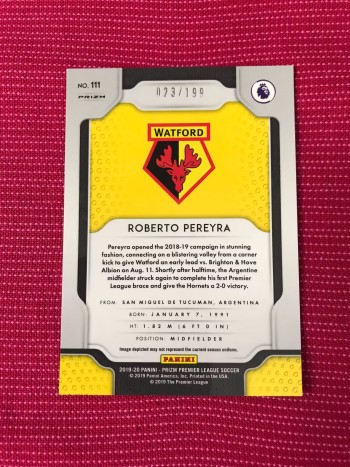 NO. 111
PRIZM
023/199
WATFORD
ROBERTO PEREYRA
Pereyra opened the 2018-19 campaign in stunning
fashion, connecting on a blistering volley from a corner
kick to give Watford an early lead vs. Brighton & Hove
Albion on Aug. 11. Shortly after halftime, the Argentine
midfielder struck again to complete his first Premier
League brace and give the Hornets a 2-0 victory.
FROM: SAN MIGUEL DE TUCUMAN, ARGENTINA
BORN: JANUARY 7, 1991
HT: 1.82 M (6 FT 0 IN)
POSITION: MIDFIELDER
Image depicted may not represent the current season uniform.
PANINI
2019-20 PANINI - PRIZM PREMIER LEAGUE SOCCER
© 2019 Panini America, Inc. Printed in the USA.
© 2019 The Premier League